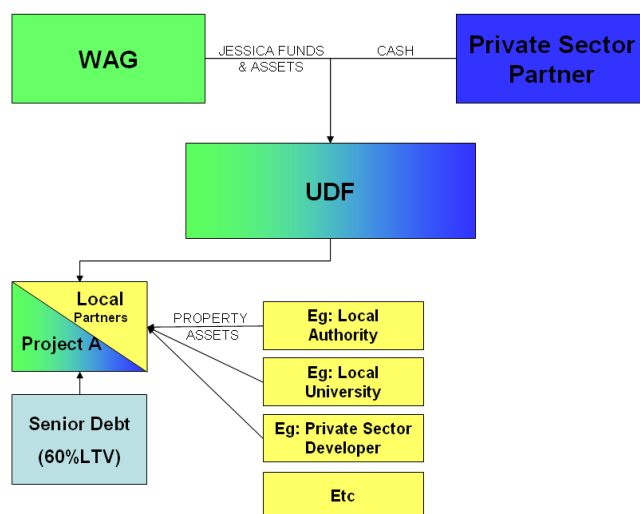 WAG
JESSICA FUNDS
& ASSETS
CASH
Private Sector
Partner
UDF
Local
Partners
Project A
PROPERTY
ASSETS
Eg: Local
Authority
Eg: Local
University
Eg: Private Sector
Developer
Etc
Senior Debt
(60%LTV)